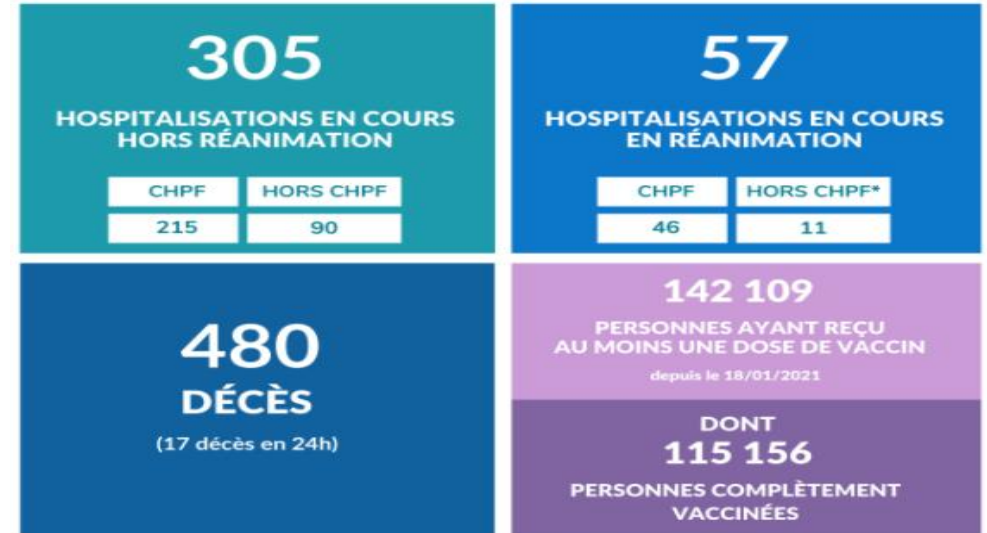 305
HOSPITALISATIONS EN COURS
HORS RÉANIMATION
CHPF HORS CHPF
215 90
57
HOSPITALISATIONS EN COURS
EN RÉANIMATION
CHPF HORS CHPF*
46 11
480
DÉCÈS
(17 décès en 24h)
142 109
PERSONNES AYANT REÇU
AU MOINS UNE DOSE DE VACCIN
depuis le 18/01/2021
DONT
115 156
PERSONNES COMPLÈTEMENT
VACCINÉES